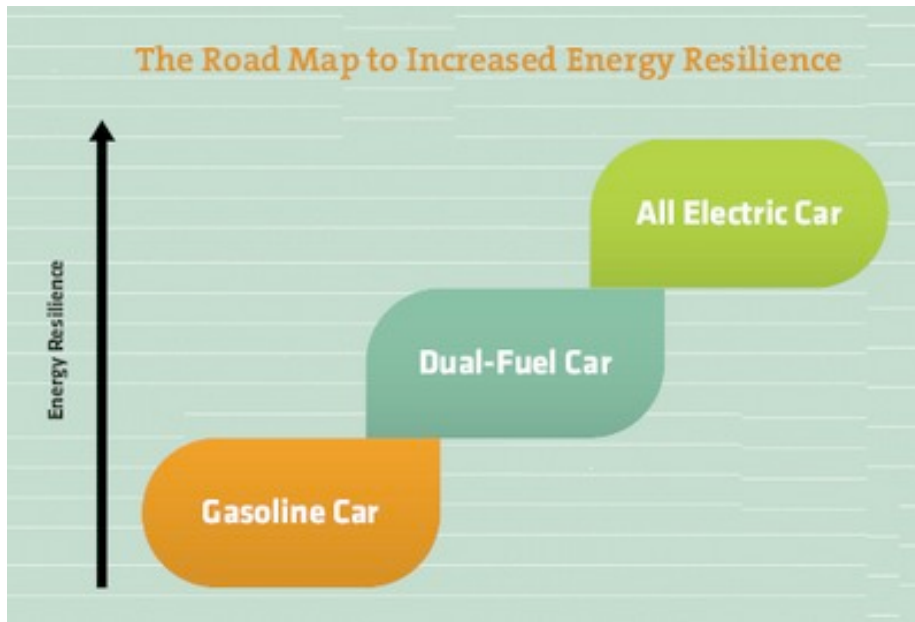 The Road Map to Increased Energy Resilience
All Electric Car
Energy Resilience
Dual-Fuel Car
Gasoline Car